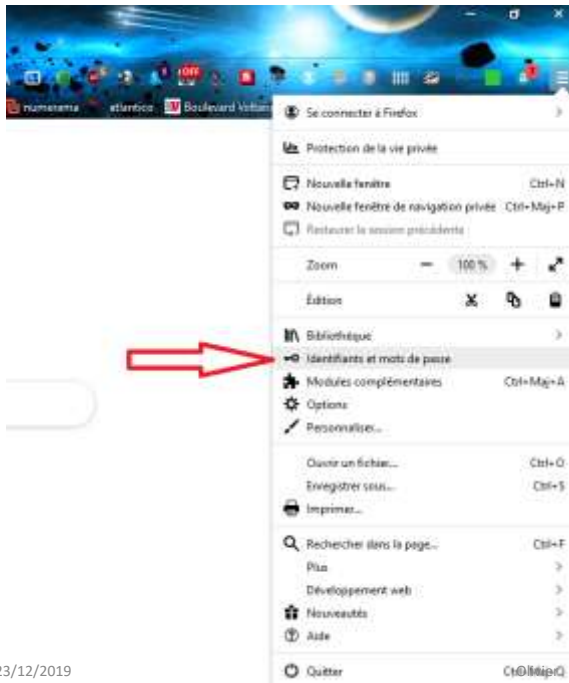 OFF
numerama atlantico Boulevard Voltaire
Se connecter à Firefox
Protection de la vie privée
Nouvelle fenêtre Ctrl+N
Nouvelle fenêtre de navigation privée Ctrl+Maj+P
Restaurer la session précédente
Zoom − 100 % +
Édition
Bibliothèque
Identifiants et mots de passe
Modules complémentaires Ctrl+Maj+A
Options
Personnaliser...
Ouvrir un fichier... Ctrl+O
Enregistrer sous... Ctrl+S
Imprimer...
Rechercher dans la page... Ctrl+F
Plus
Développement web
Nouveautés
Aide
23/12/2019
Quitter